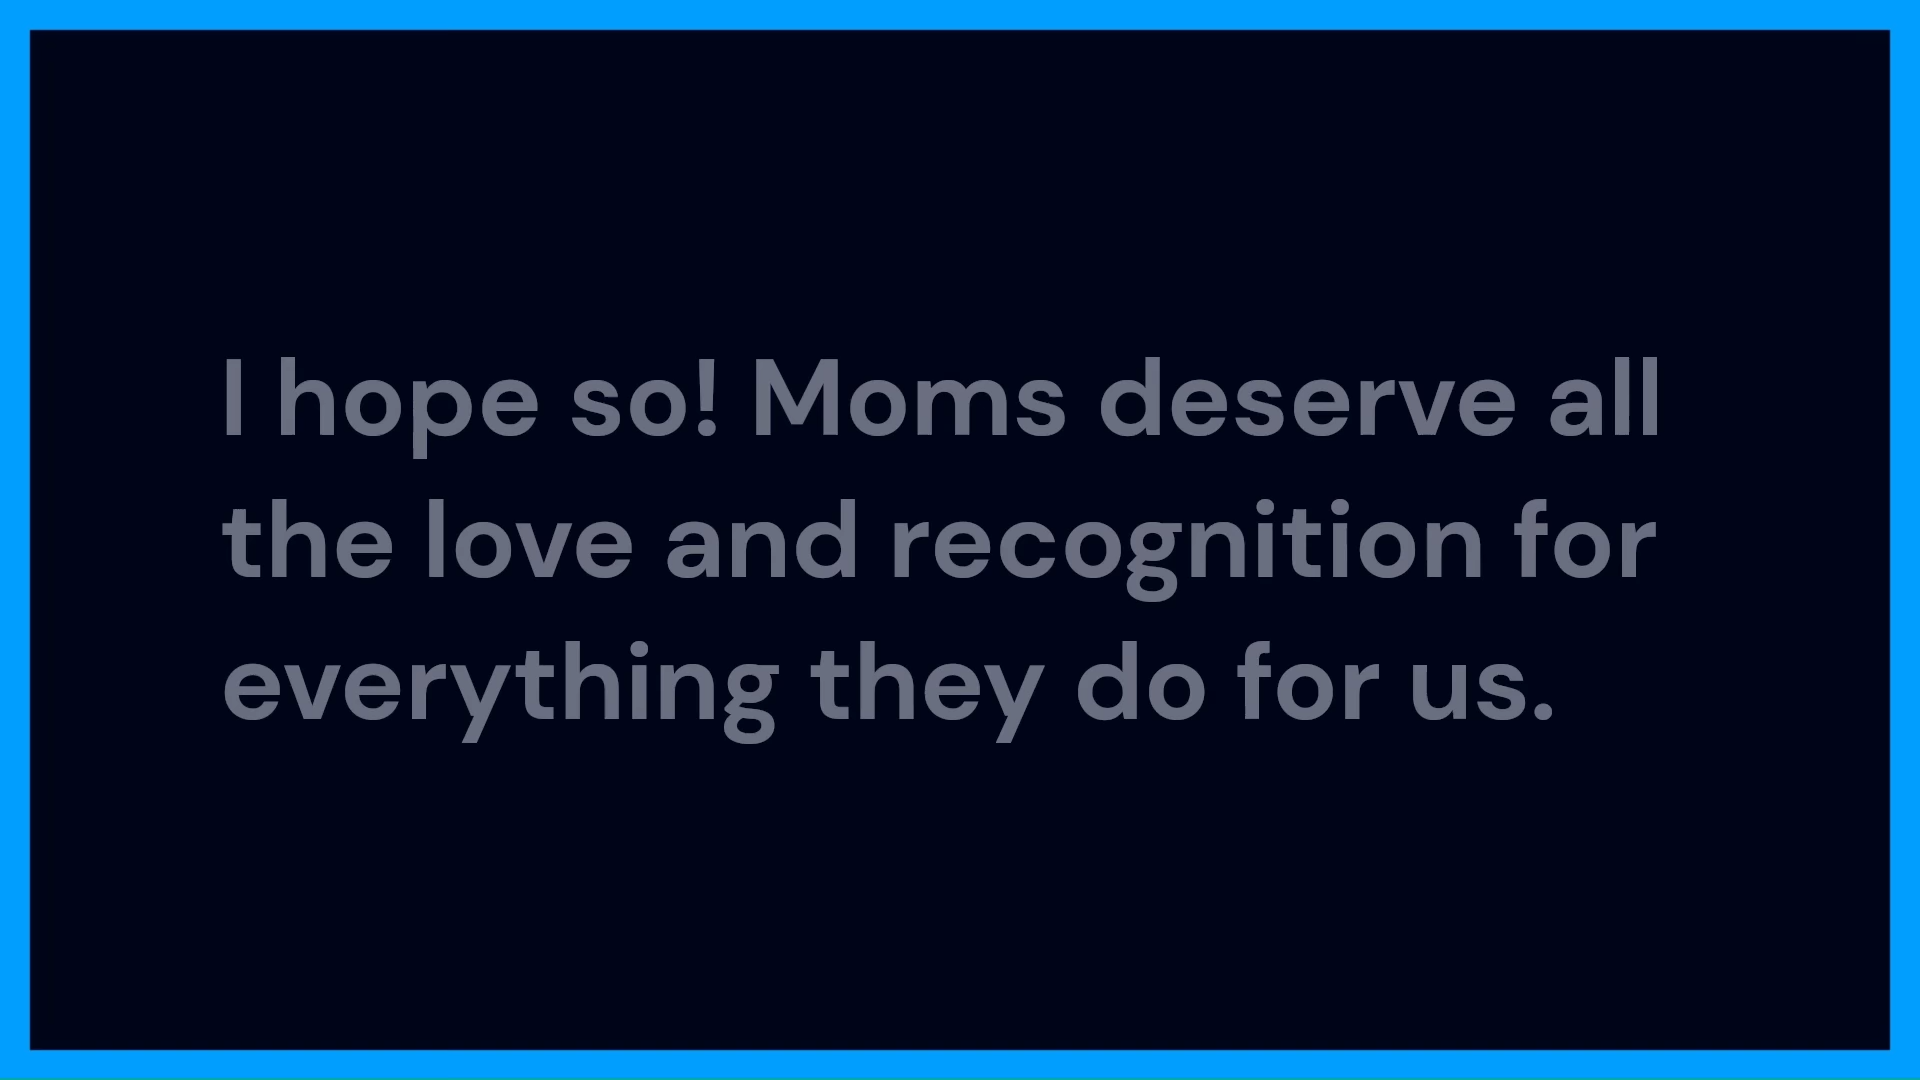 I hope so! Moms deserve all
the love and recognition for
everything they do for us.